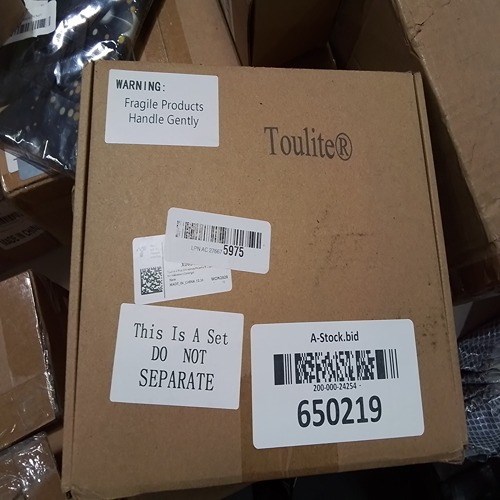 WARNING:
Fragile Products
Handle Gently
Toulite®
5975
This Is A Set
DO NOT
SEPARATE
A-Stock.bid
200-000-24254 -
650219